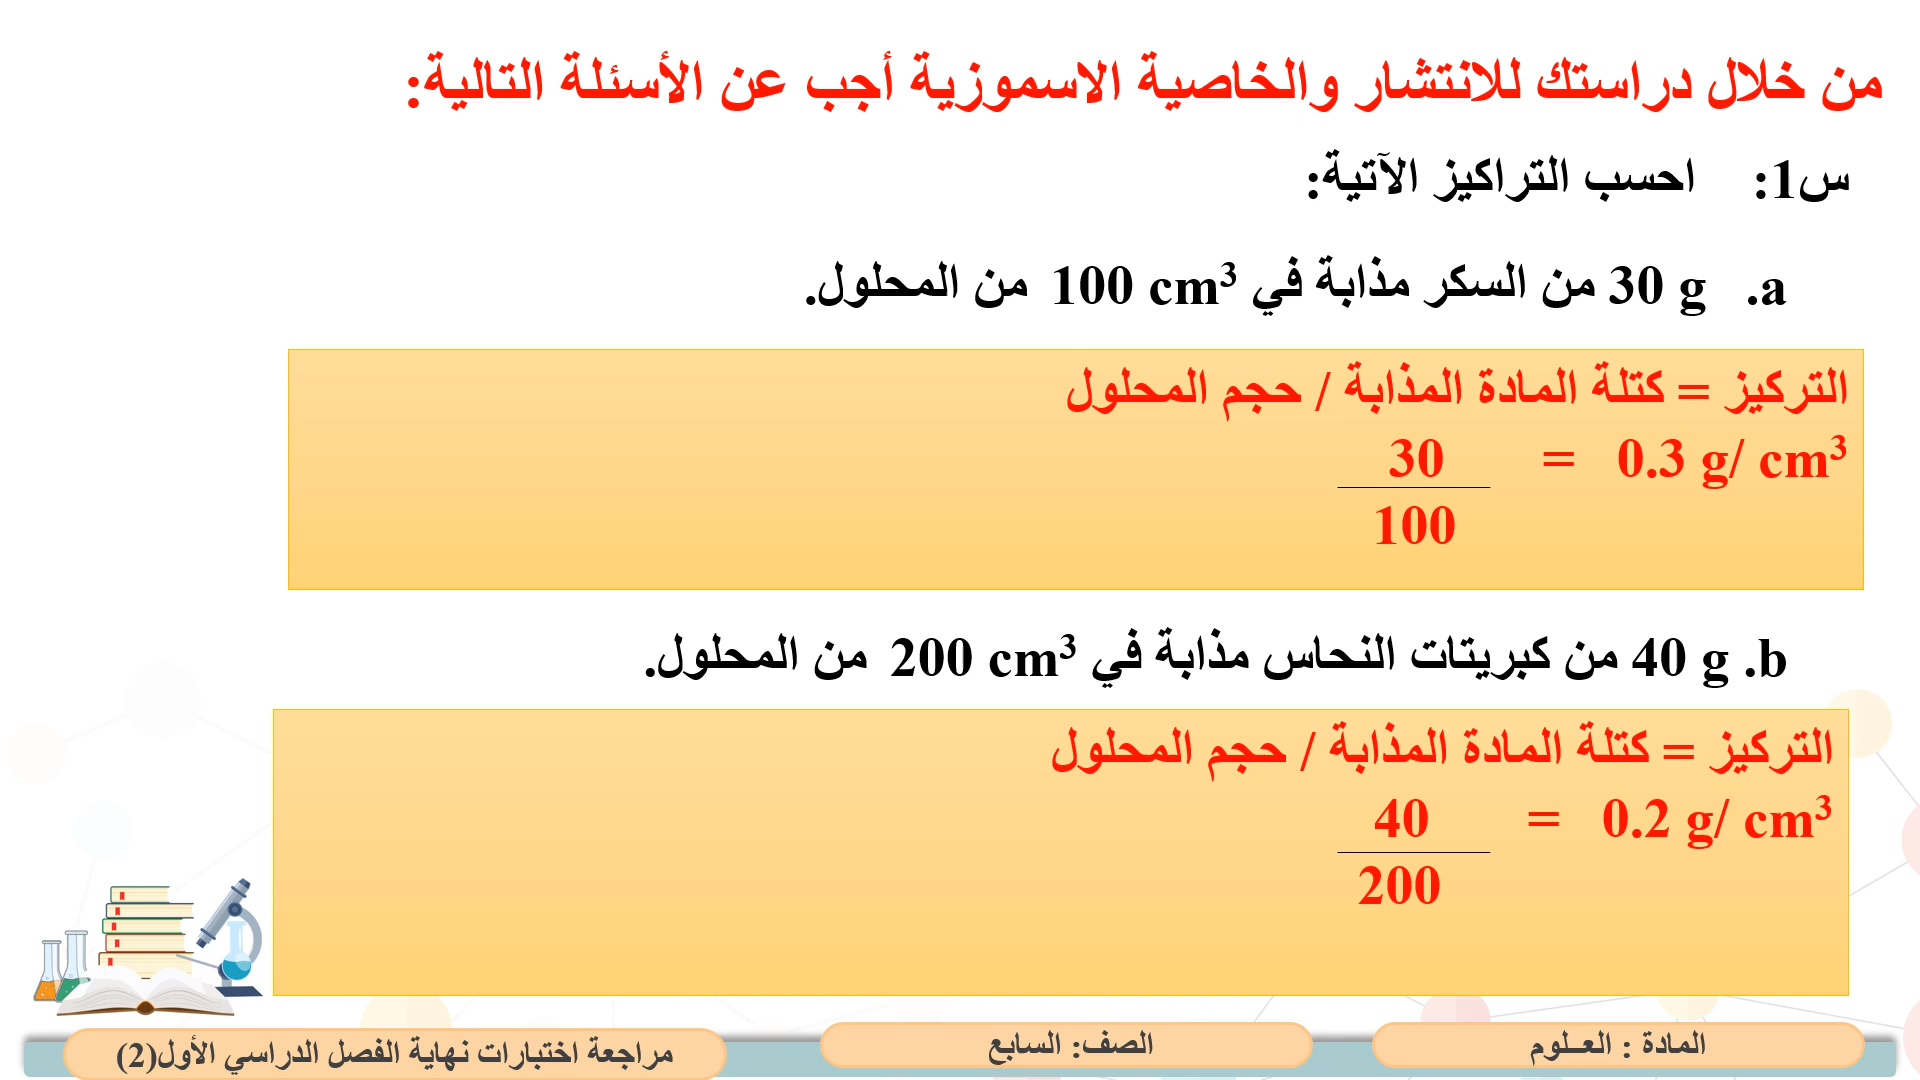 من خلال دراستك للانتشار والخاصية الاسموزية أجب عن الأسئلة التالية:
س1: احسب التراكيز الآتية:
a. 30 g من السكر مذابة في 100 cm³ من المحلول.
التركيز = كتلة المادة المذابة / حجم المحلول
30 = 0.3 g/ cm³
100
b. 40 g من كبريتات النحاس مذابة في 200 cm³ من المحلول.
التركيز = كتلة المادة المذابة / حجم المحلول
40 = 0.2 g/ cm³
200
المادة : العــلوم
الصف: السابع
مراجعة اختبارات نهاية الفصل الدراسي الأول(2)